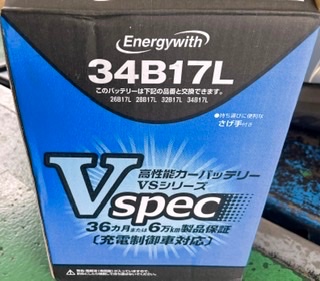 Energywith
34B17L
このバッテリーは下記の品番と交換できます。
26B17L 28B17L 32B17L 34B17L
●持ち運びに便利な
さげ手付き
高性能カーバッテリー
VSシリーズ
V spec
36カ月または6万km製品保証
〔充電制御車対応〕